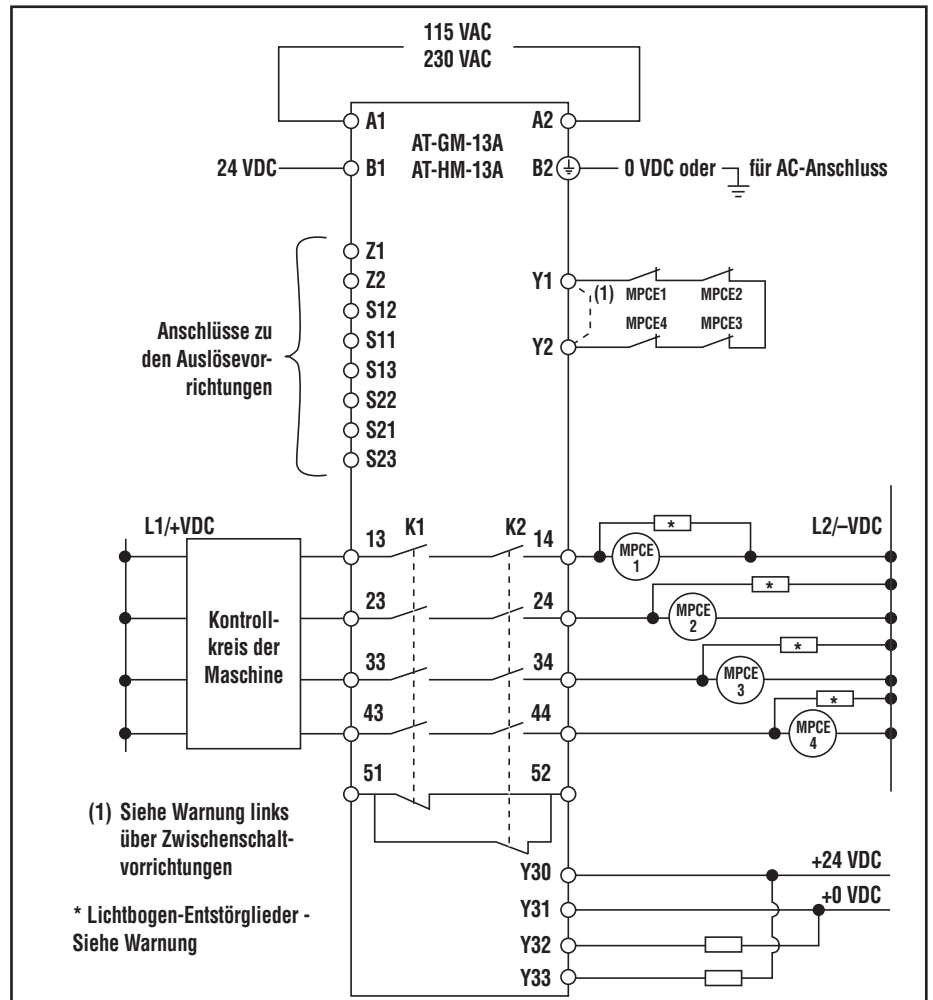 115 VAC
230 VAC
A1
AT-GM-13A
AT-HM-13A
A2
24 VDC
B1
B2
0 VDC oder
für AC-Anschluss
Anschlüsse zu
den Auslösevor-
richtungen
Z1
Z2
S12
S11
S13
S22
S21
S23
Y1
(1)
MPCE1
MPCE2
MPCE4
MPCE3
Y2
L1/+VDC
K1
K2
L2/–VDC
Kontroll-
kreis der
Maschine
13
14
*
MPCE
1
23
24
*
MPCE
2
33
34
*
MPCE
3
43
44
*
MPCE
4
51
52
(1) Siehe Warnung links
über Zwischenschalt-
vorrichtungen
* Lichtbogen-Entstörglieder -
Siehe Warnung
Y30
+24 VDC
Y31
+0 VDC
Y32
Y33